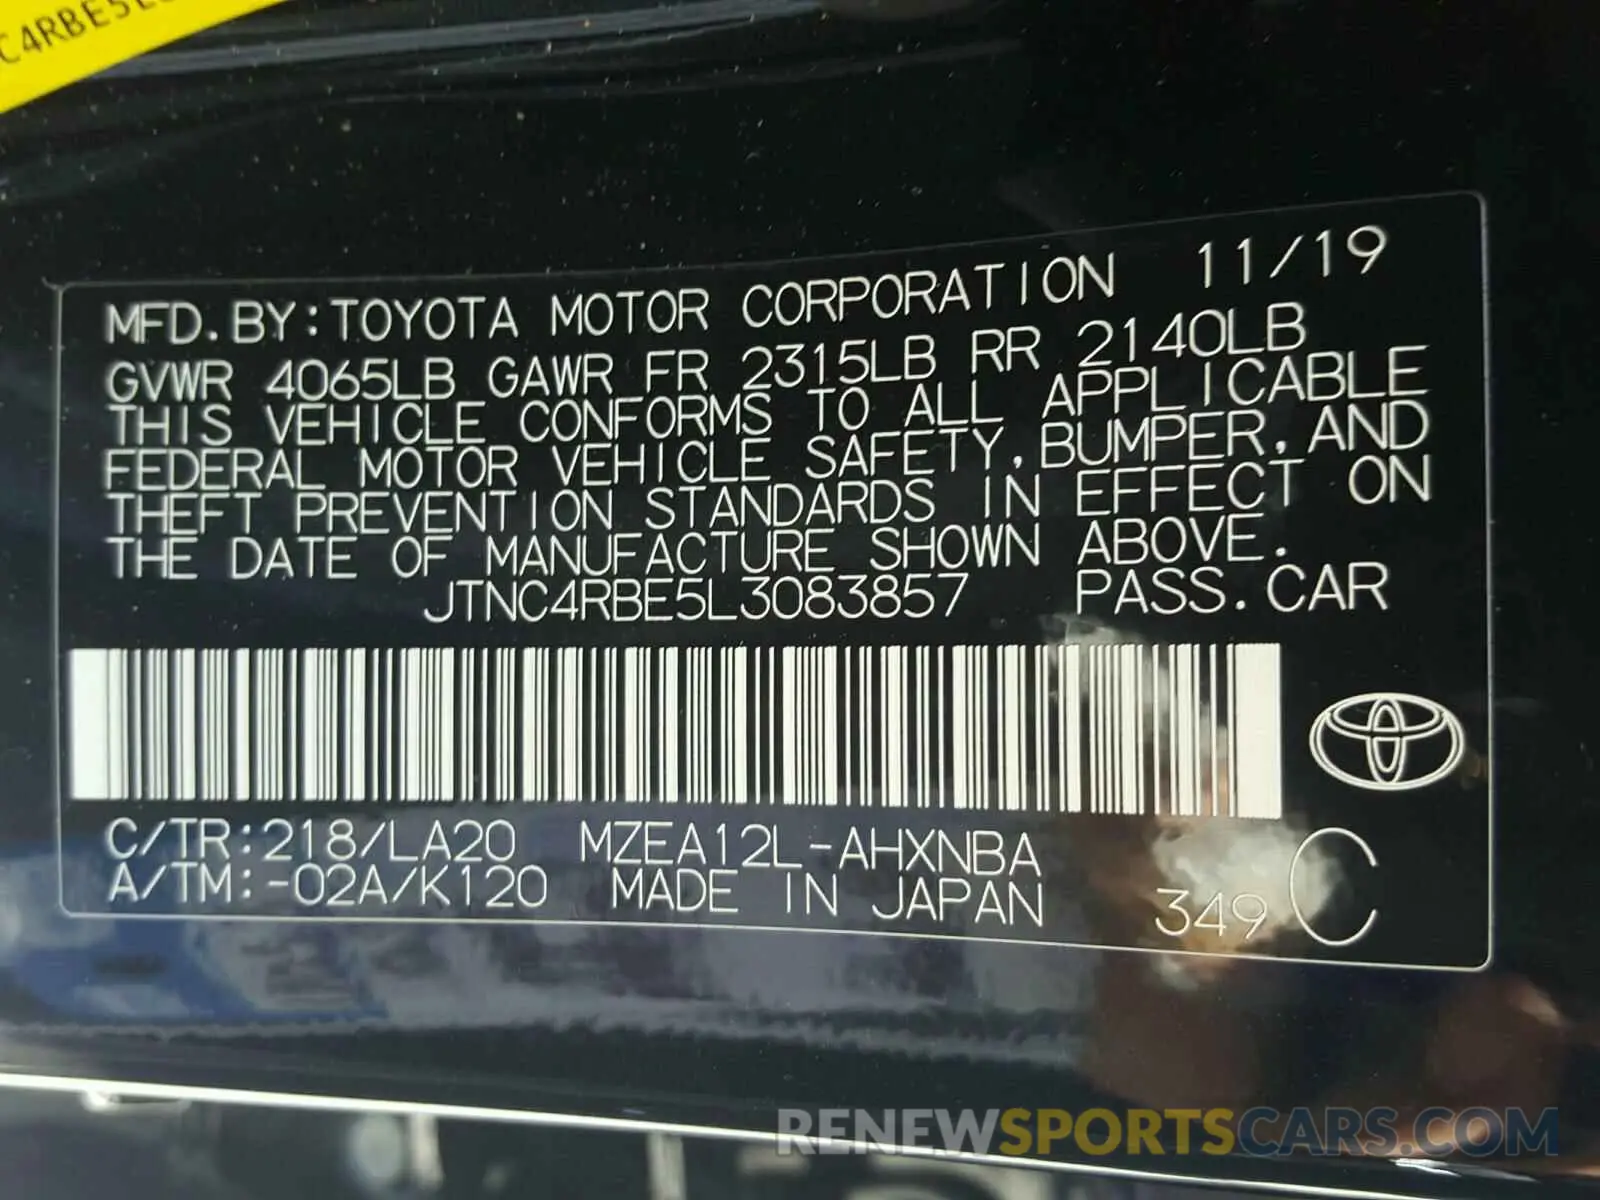 C4RBE5L
MFD.BY:TOYOTA MOTOR CORPORATION 11/19
GVWR 4065LB GAWR FR 2315LB RR 2140LB
THIS VEHICLE CONFORMS TO ALL APPLICABLE
FEDERAL MOTOR VEHICLE SAFETY,BUMPER,AND
THEFT PREVENTION STANDARDS IN EFFECT ON
THE DATE OF MANUFACTURE SHOWN ABOVE.
JTNC4RBE5L3083857 PASS.CAR
C/TR:218/LA20 MZEA12L-AHXNBA
A/TM:-02A/K120 MADE IN JAPAN 349 C
RENEWSPORTSCARS.COM